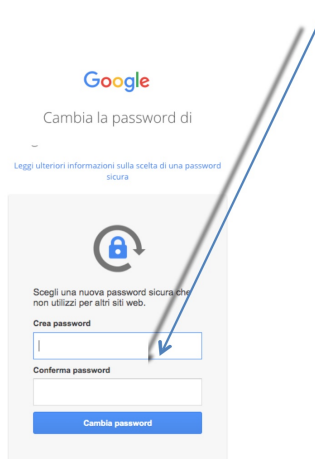 Google
Cambia la password di
Leggi ulteriori informazioni sulla scelta di una password
sicura
Scegli una nuova password sicura che
non utilizzi per altri siti web.
Crea password
Conferma password
Cambia password